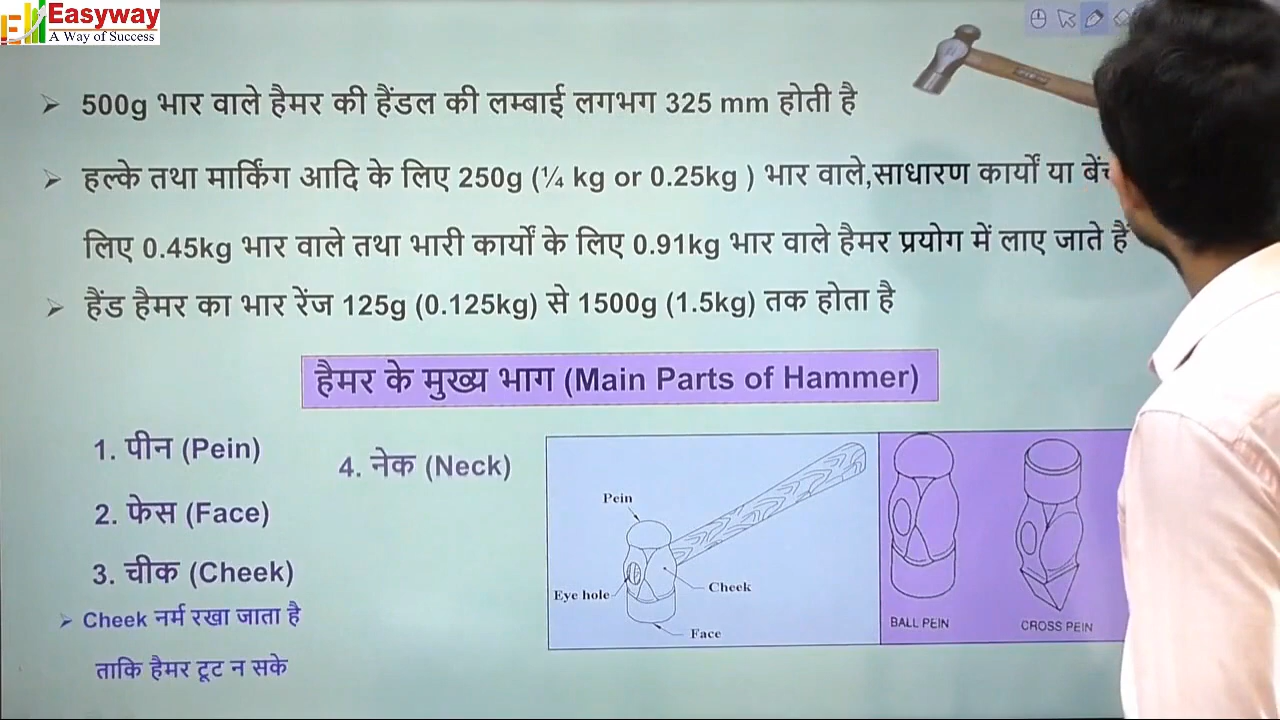 Easyway
A Way of Success
➢ 500g भार वाले हैमर की हैंडल की लम्बाई लगभग 325 mm होती है
➢ हल्के तथा मार्किंग आदि के लिए 250g (¼ kg or 0.25kg ) भार वाले,साधारण कार्यों या
लिए 0.45kg भार वाले तथा भारी कार्यों के लिए 0.91kg भार वाले हैमर प्रयोग में लाए जाते हैं
➢ हैंड हैमर का भार रेंज 125g (0.125kg) से 1500g (1.5kg) तक होता है
हैमर के मुख्य भाग (Main Parts of Hammer)
1. पीन (Pein)
4. नेक (Neck)
2. फेस (Face)
3. चीक (Cheek)
➢ Cheek नर्म रखा जाता है
ताकि हैमर टूट न सके
Pein
Eye hole
Cheek
Face
BALL PEIN
CROSS PEIN